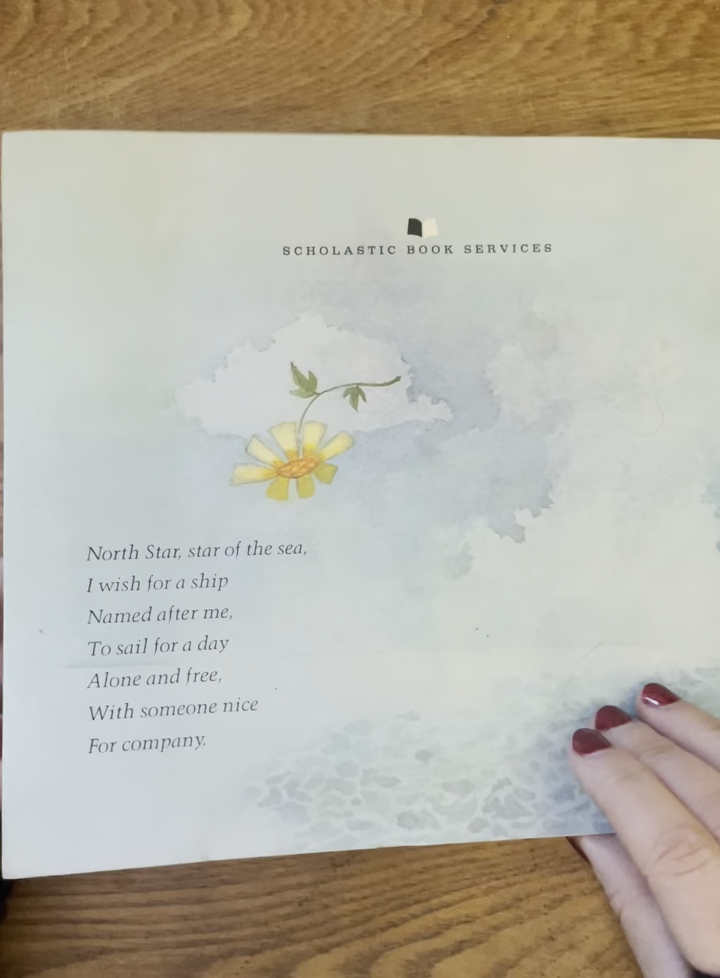 SCHOLASTIC BOOK SERVICES
North Star, star of the sea,
I wish for a ship
Named after me,
To sail for a day
Alone and free,
With someone nice
For company.